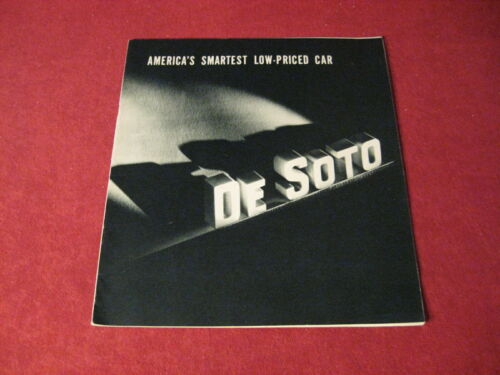 AMERICA'S SMARTEST LOW-PRICED CAR
DE SOTO